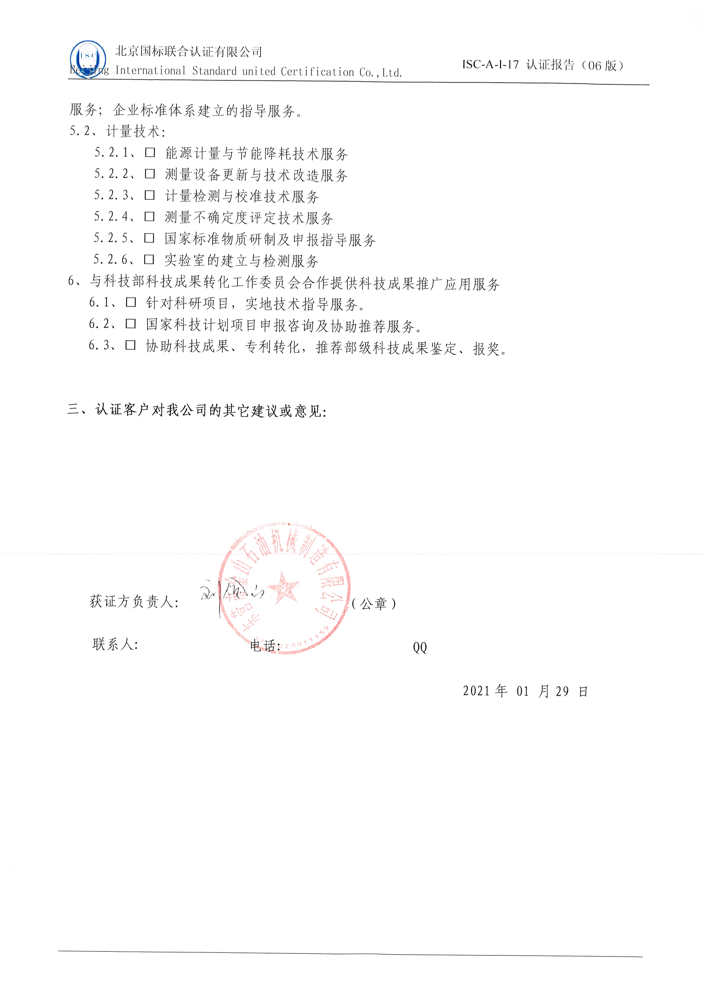 北京国标联合认证有限公司
ISC
Beijing International Standard united Certification Co.,Ltd.
ISC-A-I-17 认证报告（06版）
服务；企业标准体系建立的指导服务。
5.2、计量技术：
5.2.1、□ 能源计量与节能降耗技术服务
5.2.2、□ 测量设备更新与技术改造服务
5.2.3、□ 计量检测与校准技术服务
5.2.4、□ 测量不确定度评定技术服务
5.2.5、□ 国家标准物质研制及申报指导服务
5.2.6、□ 实验室的建立与检测服务
6、与科技部科技成果转化工作委员会合作提供科技成果推广应用服务
6.1、□ 针对科研项目，实地技术指导服务。
6.2、□ 国家科技计划项目申报咨询及协助推荐服务。
6.3、□ 协助科技成果、专利转化，推荐部级科技成果鉴定、报奖。
三、认证客户对我公司的其它建议或意见：
东营市金山石油机械制造有限公司
获证方负责人： 刘金山 （公章）
联系人： 电话： QQ
2021年 01 月 29 日